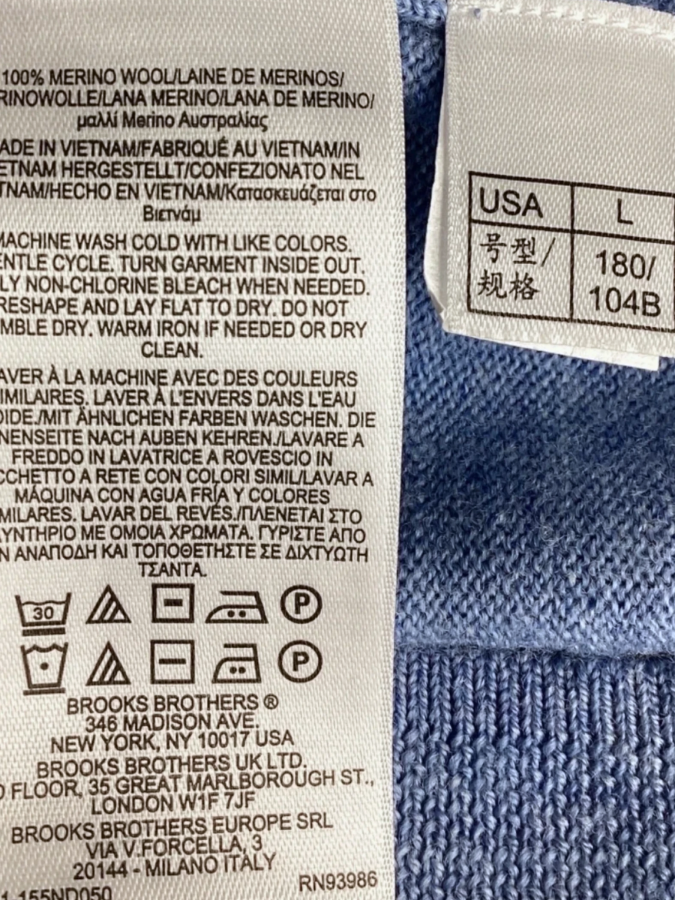 100% MERINO WOOL/LAINE DE MERINOS/
RINOWOLLE/LANA MERINO/LANA DE MERINO/
μαλλί Merino Αυστραλίας
ADE IN VIETNAM/FABRIQUÉ AU VIETNAM/IN
ETNAM HERGESTELLT/CONFEZIONATO NEL
TNAM/HECHO EN VIETNAM/Κατασκευάζεται στο
Βιετνάμ
MACHINE WASH COLD WITH LIKE COLORS.
ENTLE CYCLE. TURN GARMENT INSIDE OUT.
LY NON-CHLORINE BLEACH WHEN NEEDED.
RESHAPE AND LAY FLAT TO DRY. DO NOT
MBLE DRY. WARM IRON IF NEEDED OR DRY
CLEAN.
AVER À LA MACHINE AVEC DES COULEURS
IMILAIRES. LAVER À L'ENVERS DANS L'EAU
OIDE./MIT ÄHNLICHEN FARBEN WASCHEN. DIE
NENSEITE NACH AUBEN KEHREN./LAVARE A
FREDDO IN LAVATRICE A ROVESCIO IN
CCHETTO A RETE CON COLORI SIMIL/LAVAR A
MÁQUINA CON AGUA FRÍA Y COLORES
MILARES. LAVAR DEL REVÉS./ΠΛΕΝΕΤΑΙ ΣΤΟ
ΥΝΤΗΡΙΟ ΜΕ ΟΜΟΙΑ ΧΡΩΜΑΤΑ. ΓΥΡΙΣΤΕ ΑΠΟ
Ν ΑΝΑΠΟΔΗ ΚΑΙ ΤΟΠΟΘΕΤΗΣΤΕ ΣΕ ΔΙΧΤΥΩΤΗ
ΤΣΑΝΤΑ.
30 P
P
BROOKS BROTHERS ®
346 MADISON AVE.
NEW YORK, NY 10017 USA
BROOKS BROTHERS UK LTD.
D FLOOR, 35 GREAT MARLBOROUGH ST.,
LONDON W1F 7JF
BROOKS BROTHERS EUROPE SRL
VIA V.FORCELLA, 3
20144 - MILANO ITALY
RN93986
1 155ND050
USA L
号型/ 180/
规格 104B